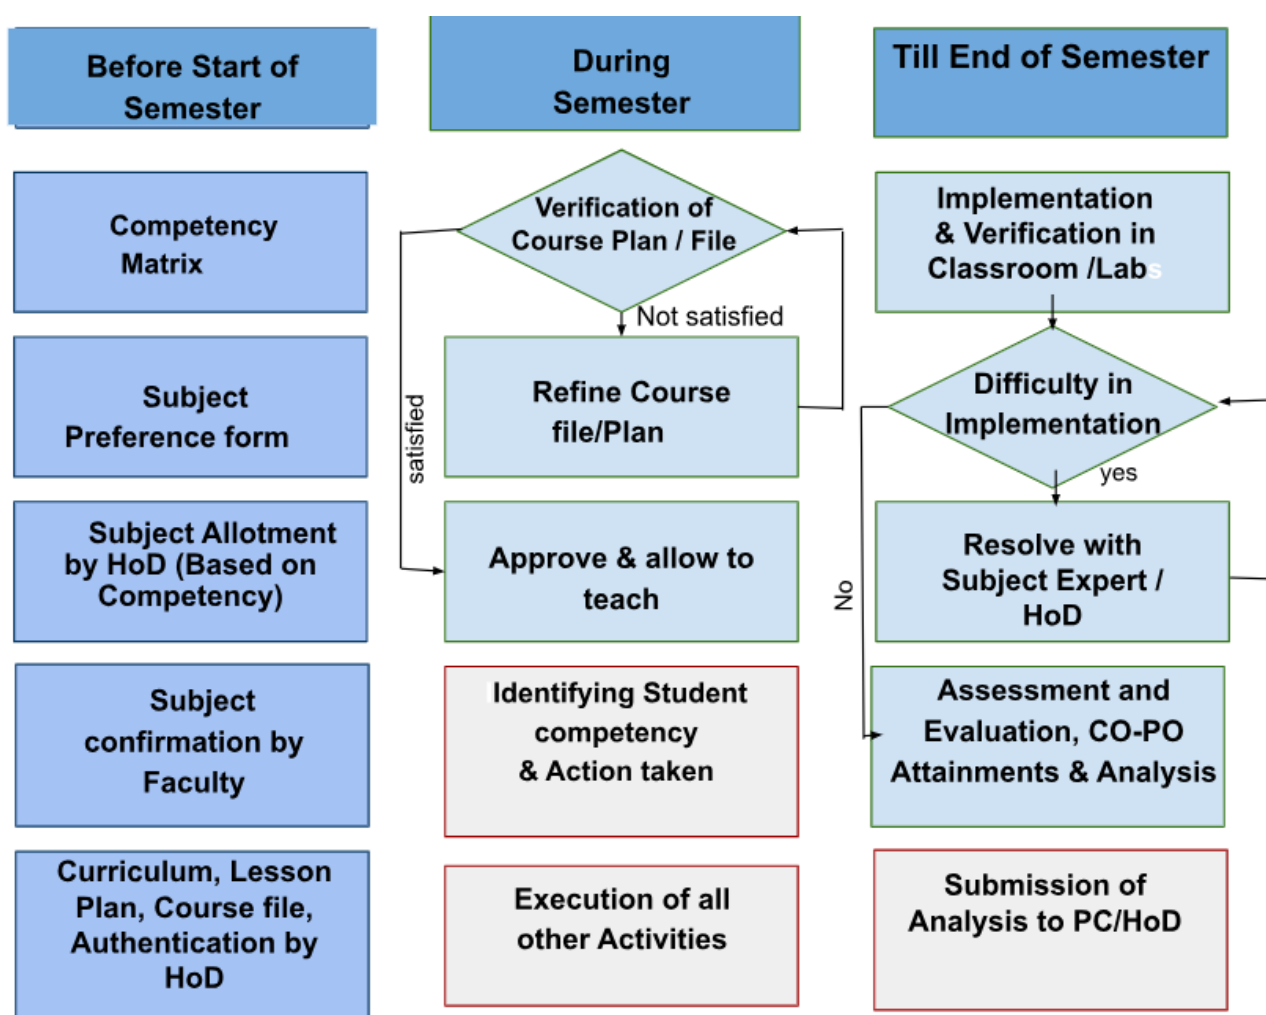 Before Start of
Semester
Competency
Matrix
Subject
Preference form
Subject Allotment
by HoD (Based on
Competency)
Subject
confirmation by
Faculty
Curriculum, Lesson
Plan, Course file,
Authentication by
HoD
During
Semester
Verification of
Course Plan / File
Not satisfied
satisfied
Refine Course
file/Plan
Approve & allow to
teach
Identifying Student
competency
& Action taken
Execution of all
other Activities
Till End of Semester
Implementation
& Verification in
Classroom /Labs
Difficulty in
Implementation
yes
No
Resolve with
Subject Expert /
HoD
Assessment and
Evaluation, CO-PO
Attainments & Analysis
Submission of
Analysis to PC/HoD